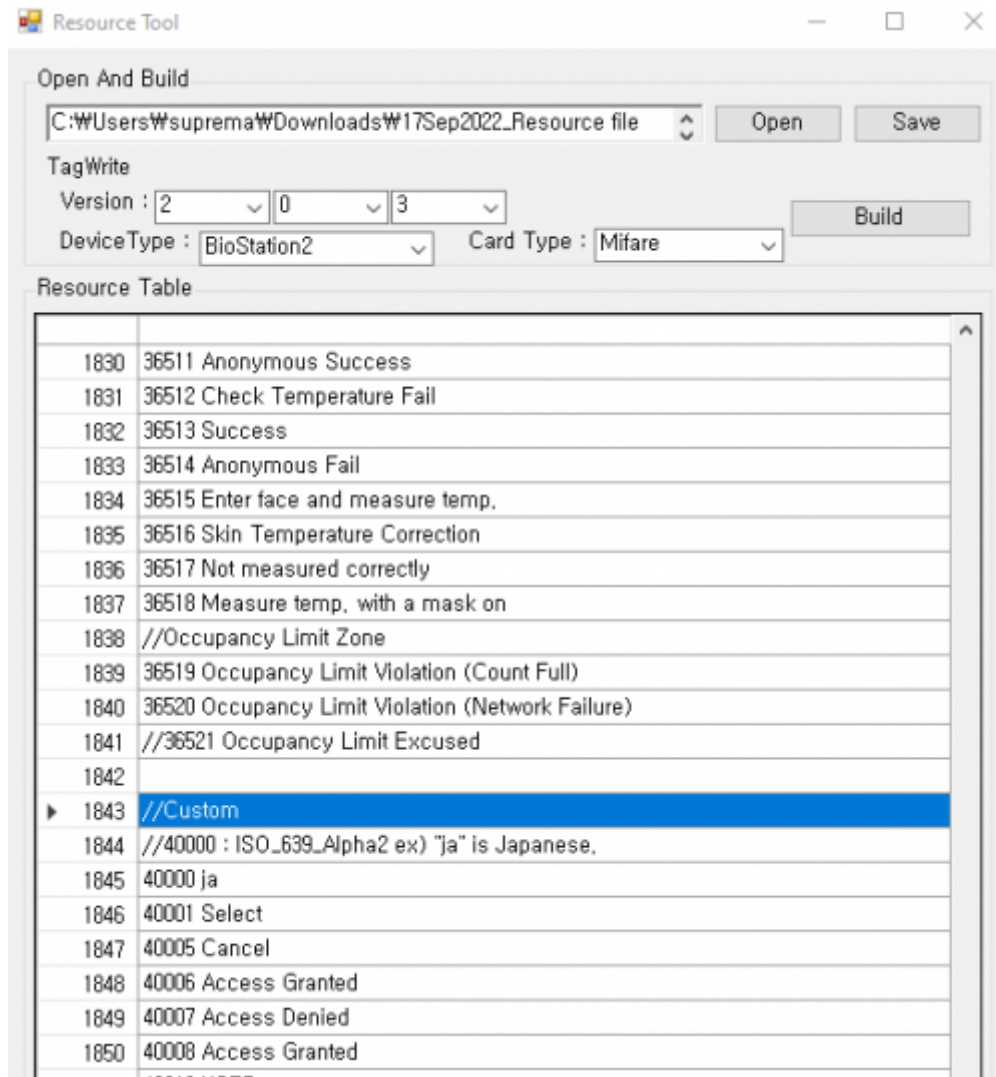 Resource Tool
Open And Build
C:₩Users₩suprema₩Downloads₩17Sep2022_Resource file Open Save
TagWrite
Version : 2 0 3
Build
DeviceType : BioStation2 Card Type : Mifare
Resource Table
1830 36511 Anonymous Success
1831 36512 Check Temperature Fail
1832 36513 Success
1833 36514 Anonymous Fail
1834 36515 Enter face and measure temp.
1835 36516 Skin Temperature Correction
1836 36517 Not measured correctly
1837 36518 Measure temp. with a mask on
1838 //Occupancy Limit Zone
1839 36519 Occupancy Limit Violation (Count Full)
1840 36520 Occupancy Limit Violation (Network Failure)
1841 //36521 Occupancy Limit Excused
1842
1843 //Custom
1844 //40000 : ISO_639_Alpha2 ex) "ja" is Japanese.
1845 40000 ja
1846 40001 Select
1847 40005 Cancel
1848 40006 Access Granted
1849 40007 Access Denied
1850 40008 Access Granted